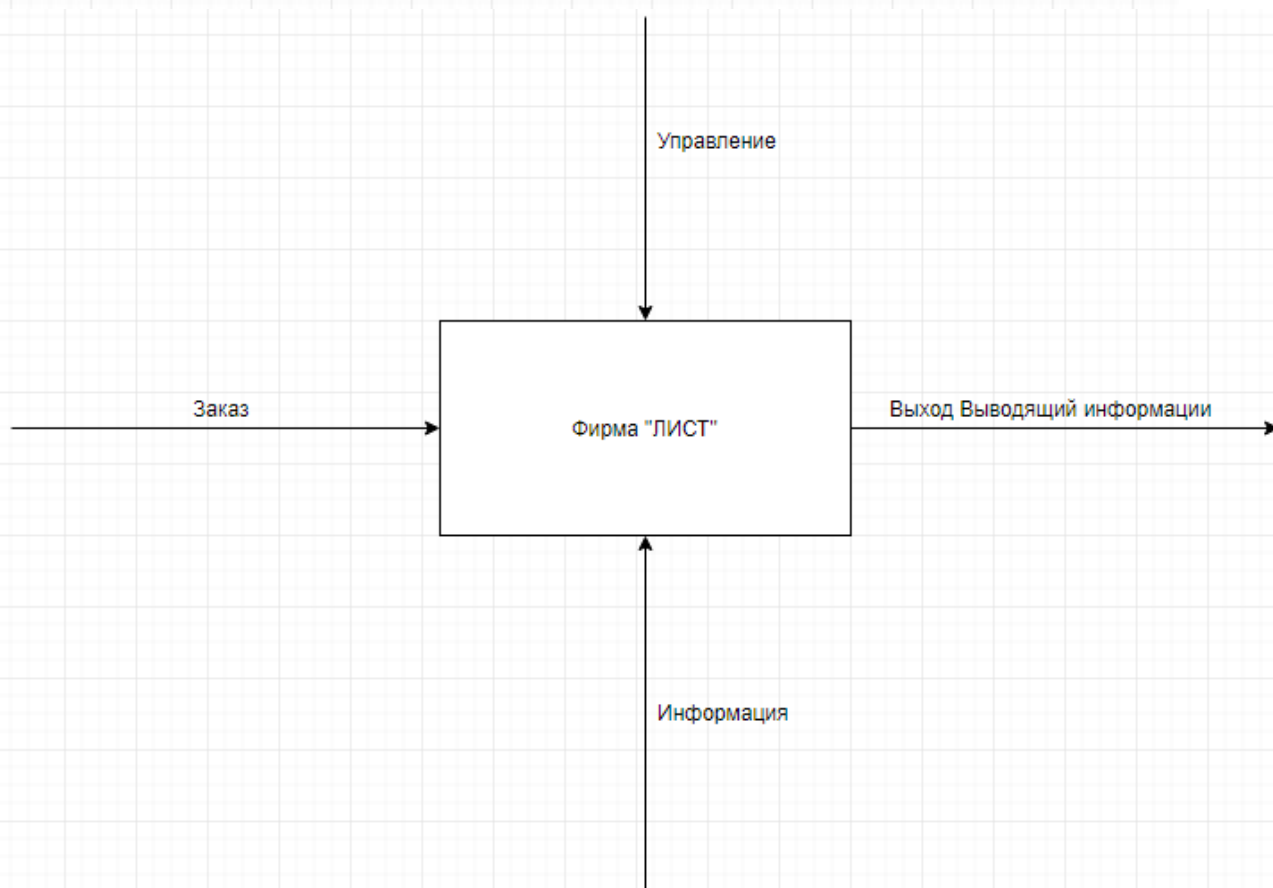 Управление
Заказ
Фирма "ЛИСТ"
Выход Выводящий информации
Информация